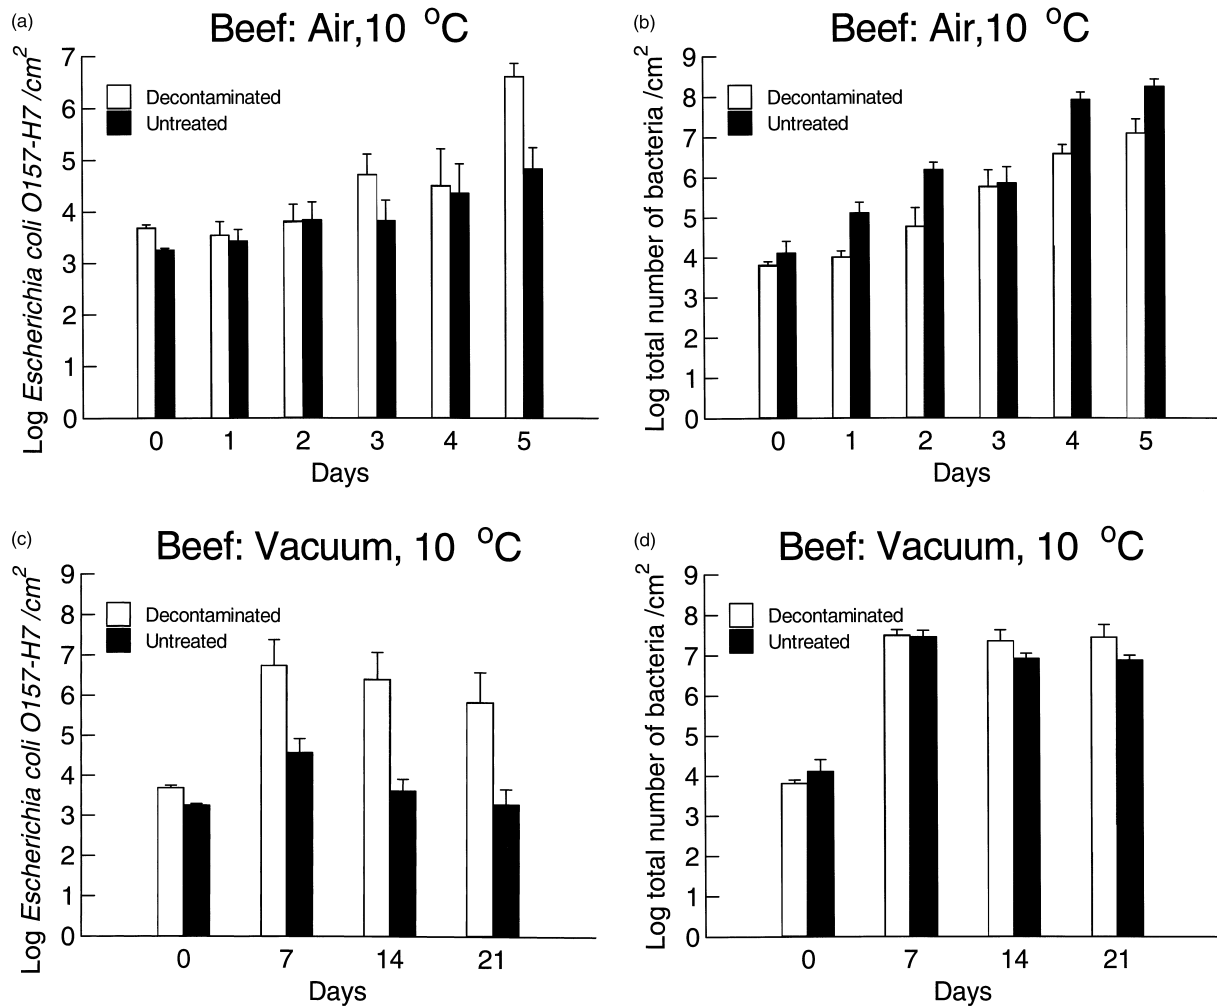 (a)
Beef: Air,10 °C
Log Escherichia coli O157-H7 /cm²
7
6
5
4
3
2
1
0
Decontaminated
Untreated
0 1 2 3 4 5
Days
(b)
Beef: Air,10 °C
Log total number of bacteria /cm²
9
8
7
6
5
4
3
2
1
0
Decontaminated
Untreated
0 1 2 3 4 5
Days
(c)
Beef: Vacuum, 10 °C
Log Escherichia coli O157-H7 /cm²
9
8
7
6
5
4
3
2
1
0
Decontaminated
Untreated
0 7 14 21
Days
(d)
Beef: Vacuum, 10 °C
Log total number of bacteria /cm²
9
8
7
6
5
4
3
2
1
0
Decontaminated
Untreated
0 7 14 21
Days